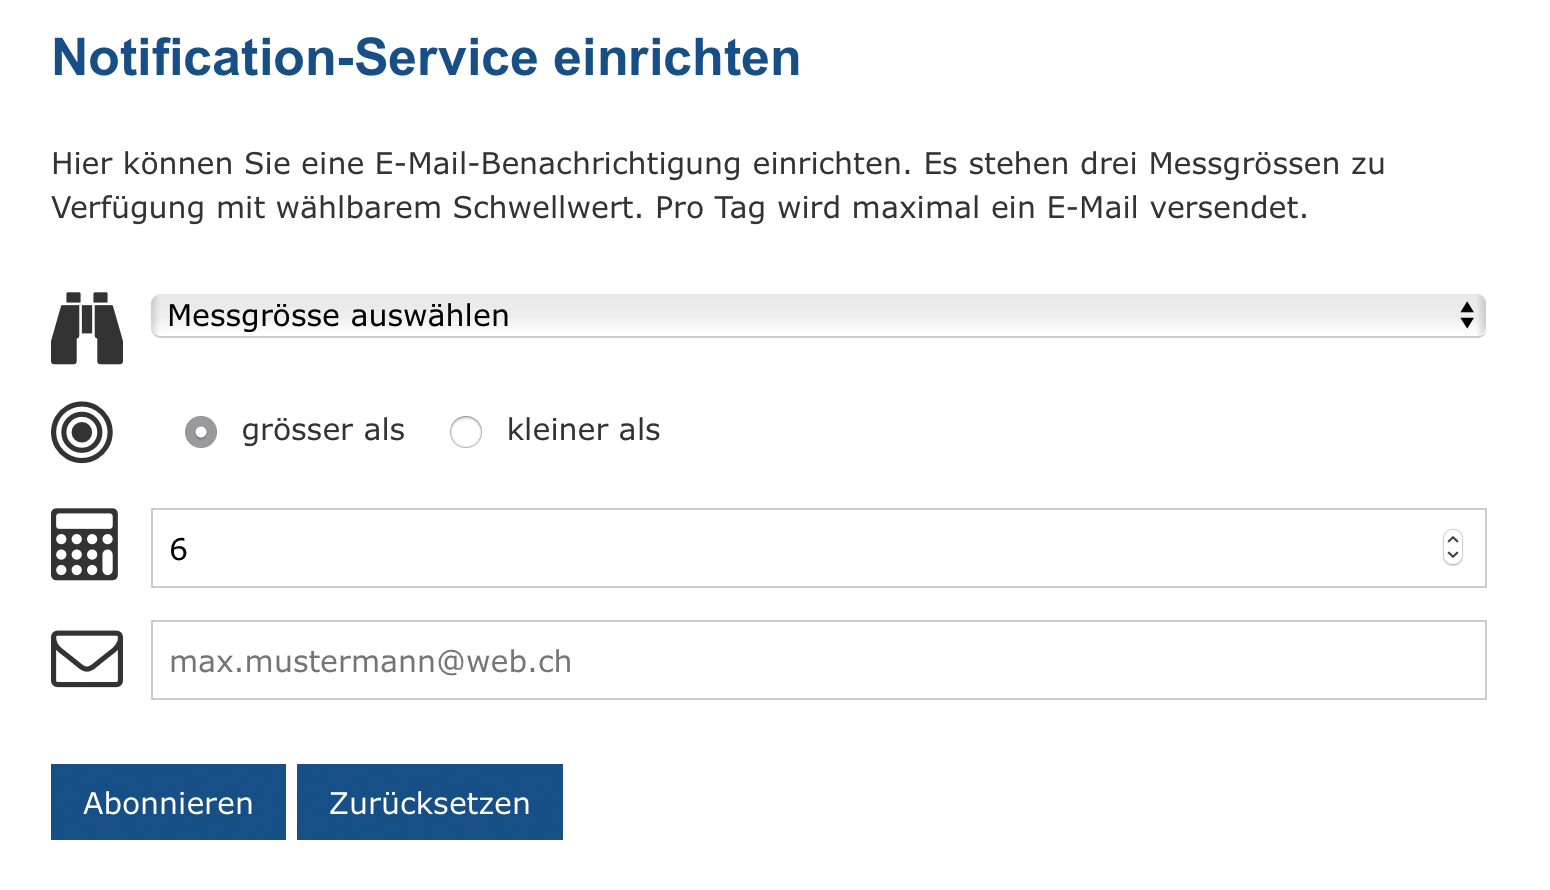 Notification-Service einrichten
Hier können Sie eine E-Mail-Benachrichtigung einrichten. Es stehen drei Messgrössen zu
Verfügung mit wählbarem Schwellwert. Pro Tag wird maximal ein E-Mail versendet.
Messgrösse auswählen
grösser als kleiner als
6
max.mustermann@web.ch
Abonnieren Zurücksetzen